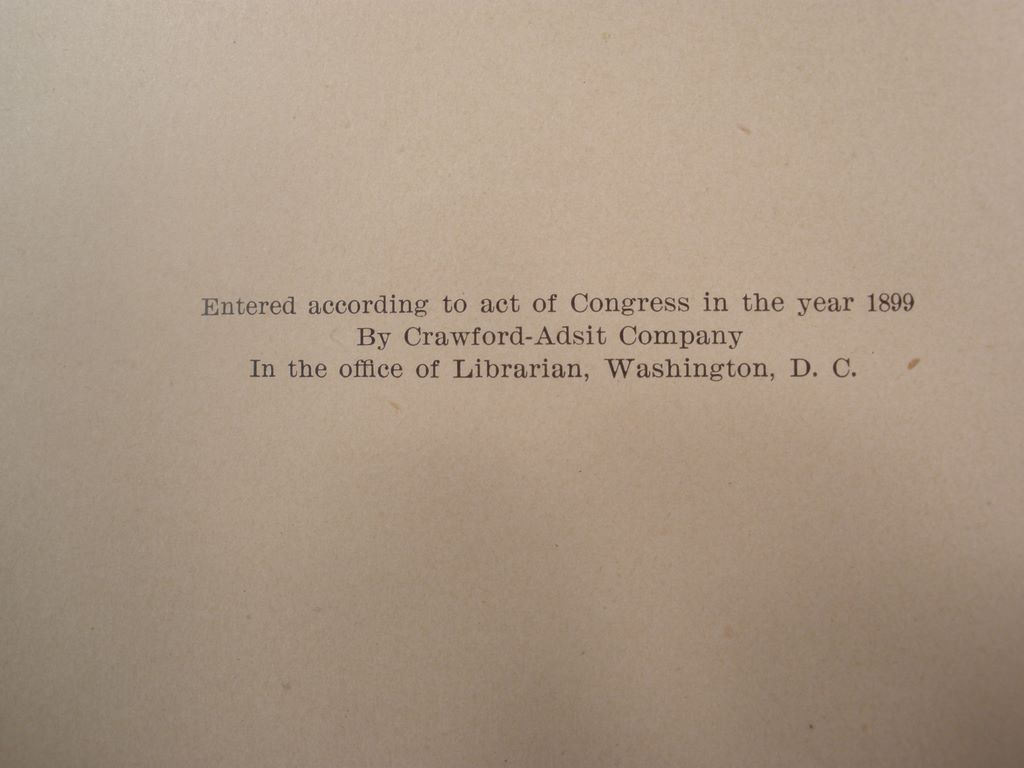 Entered according to act of Congress in the year 1899
By Crawford-Adsit Company
In the office of Librarian, Washington, D. C.